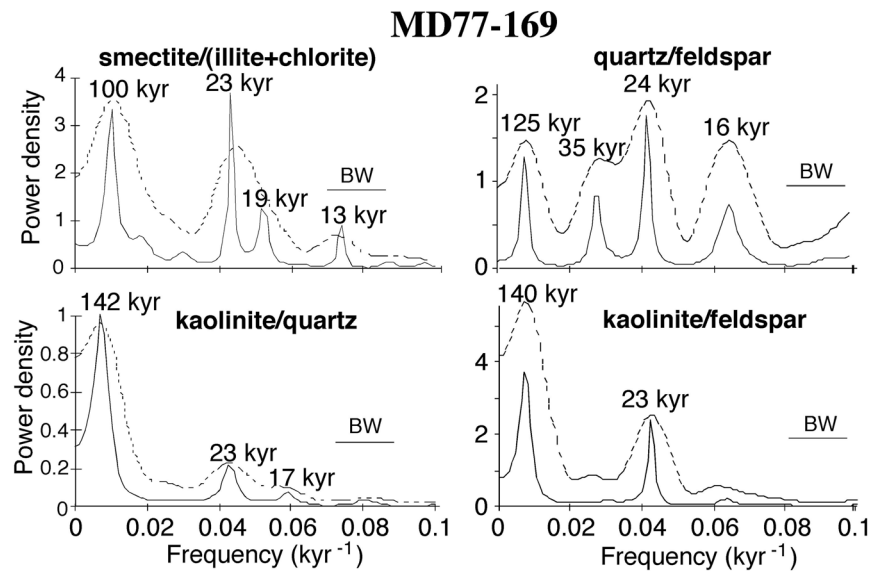 MD77-169
smectite/(illite+chlorite)
Power density
4
3
2
1
0
100 kyr
23 kyr
19 kyr
13 kyr
BW
quartz/feldspar
2
1
0
125 kyr
35 kyr
24 kyr
16 kyr
BW
kaolinite/quartz
Power density
1
0.8
0.6
0.4
0.2
0
142 kyr
23 kyr
17 kyr
BW
0 0.02 0.04 0.06 0.08 0.1
Frequency (kyr⁻¹)
kaolinite/feldspar
4
2
0
140 kyr
23 kyr
BW
0 0.02 0.04 0.06 0.08 0.1
Frequency (kyr⁻¹)